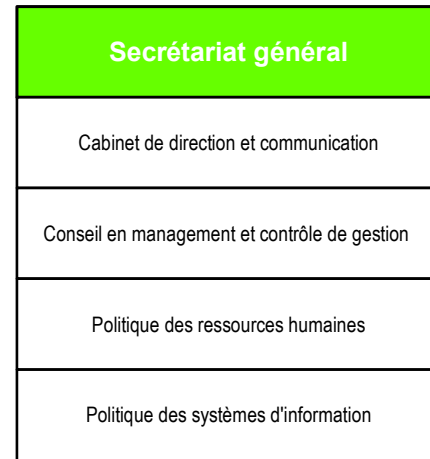 Secrétariat général
Cabinet de direction et communication
Conseil en management et contrôle de gestion
Politique des ressources humaines
Politique des systèmes d'information